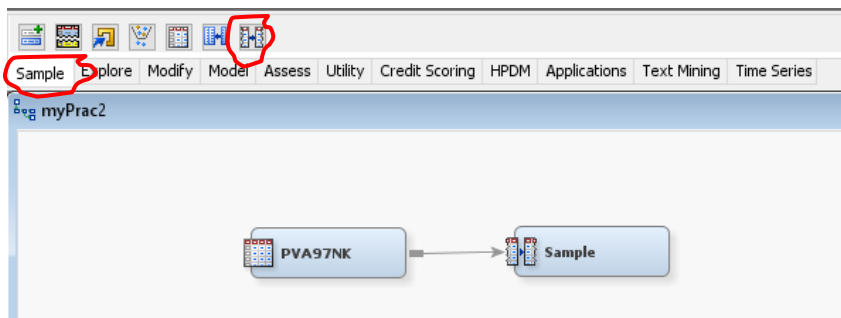 Sample Explore Modify Model Assess Utility Credit Scoring HPDM Applications Text Mining Time Series
myPrac2
PVA97NK Sample